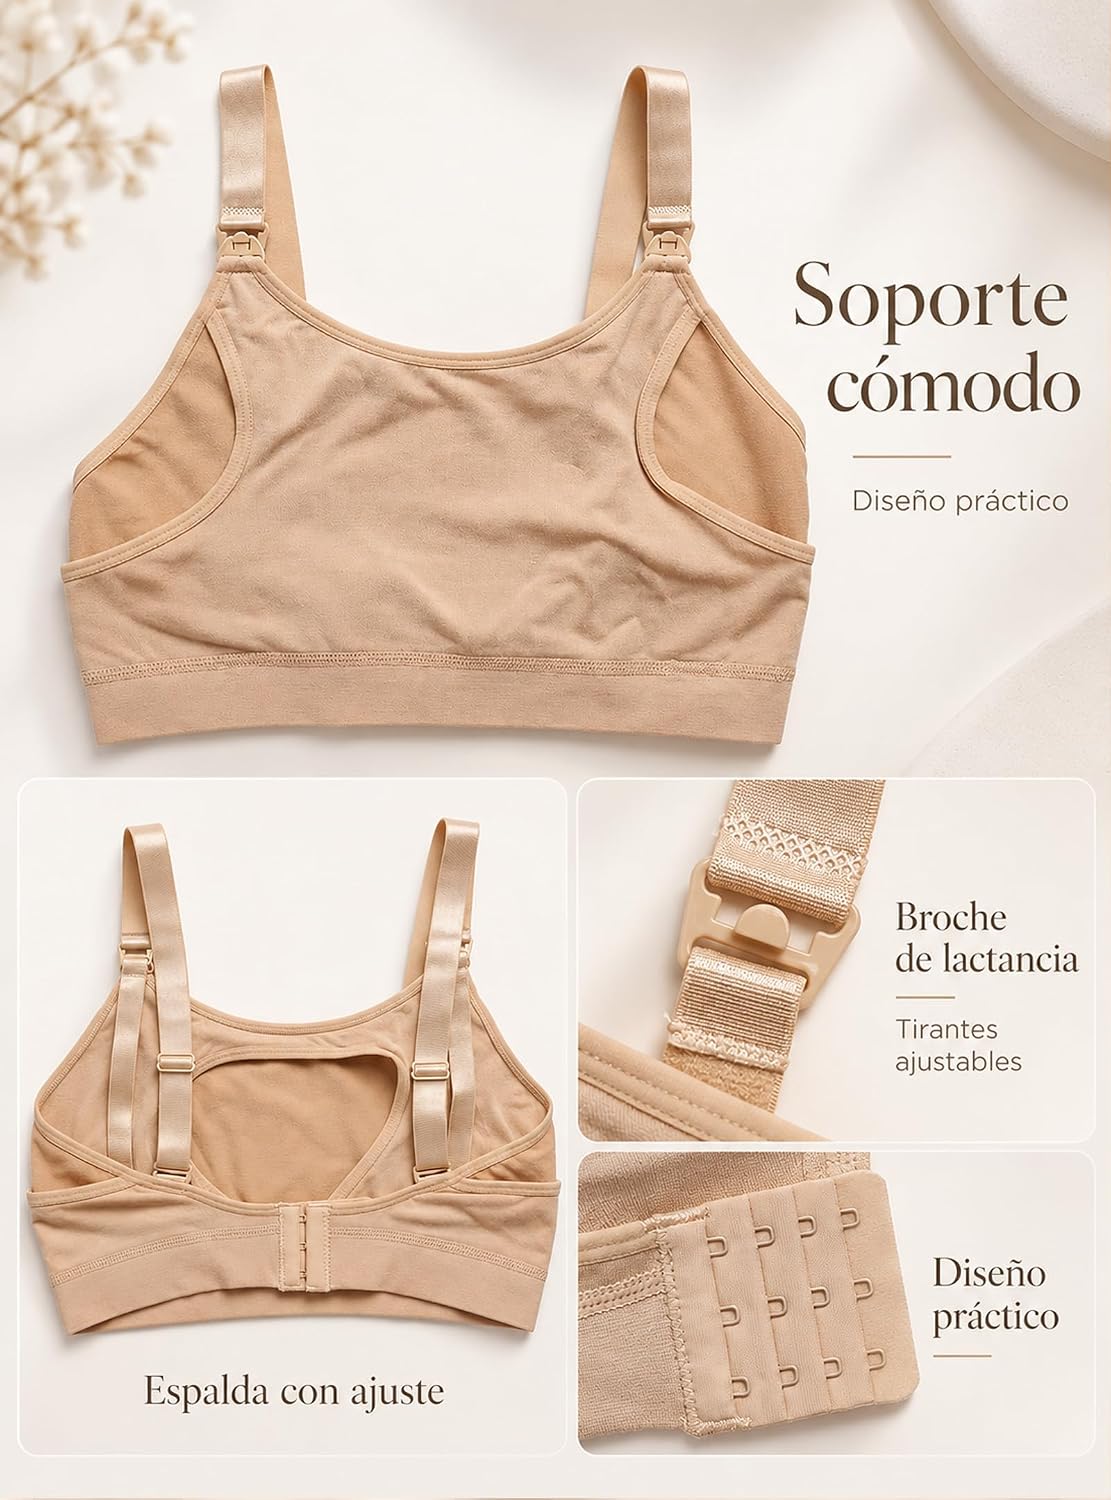 Soporte
cómodo
Diseño práctico
Broche
de lactancia
Tirantes
ajustables
Diseño
práctico
Espalda con ajuste